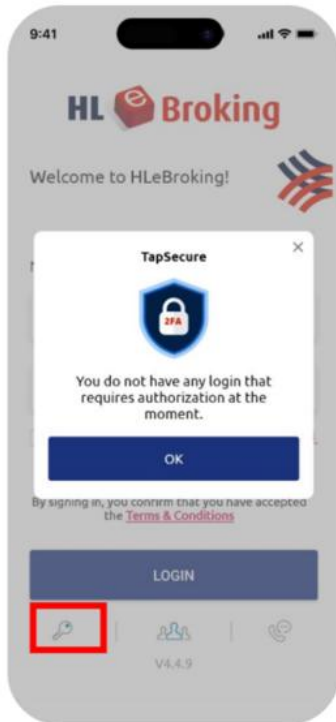 9:41
HL e Broking
Welcome to HLeBroking!
TapSecure
2FA
You do not have any login that
requires authorization at the
moment.
OK
By signing in, you confirm that you have accepted
the Terms & Conditions
LOGIN
V4.4.9